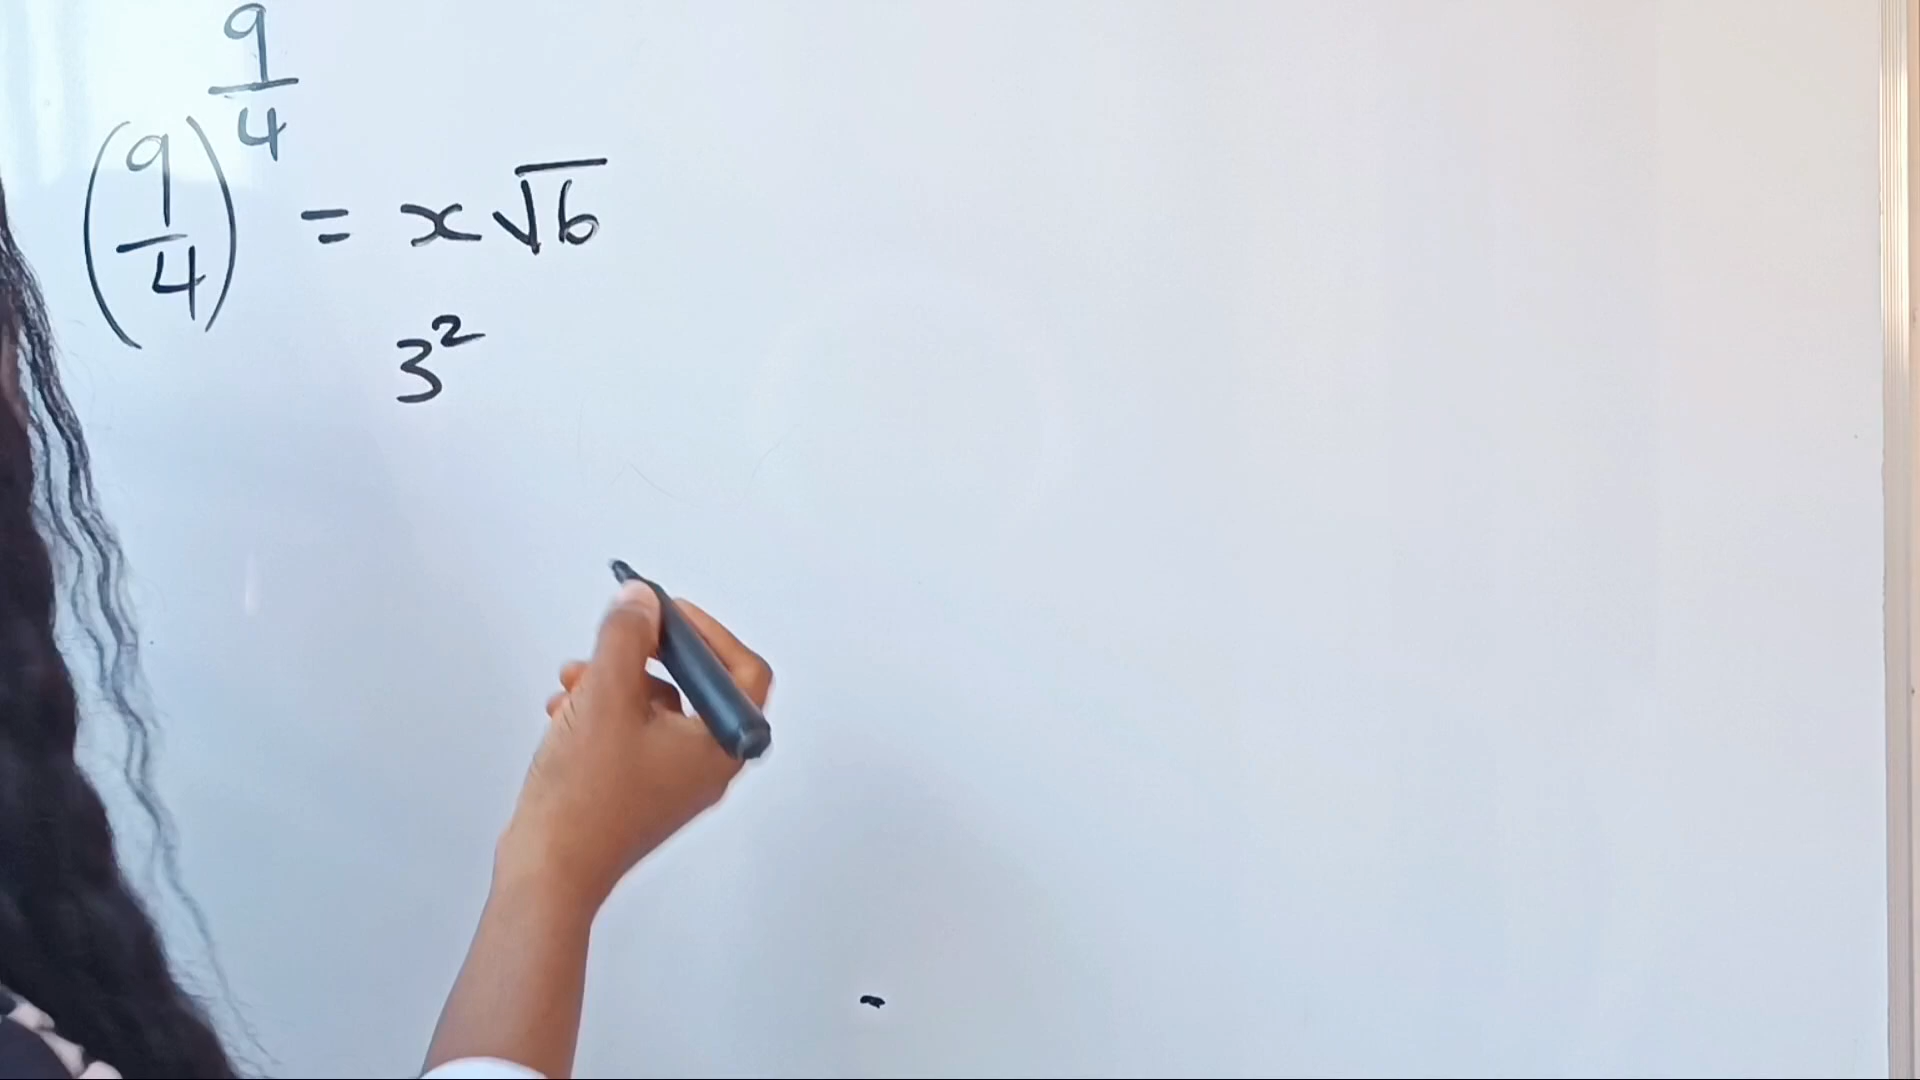 (9/4)^(9/4) = x√6
3²